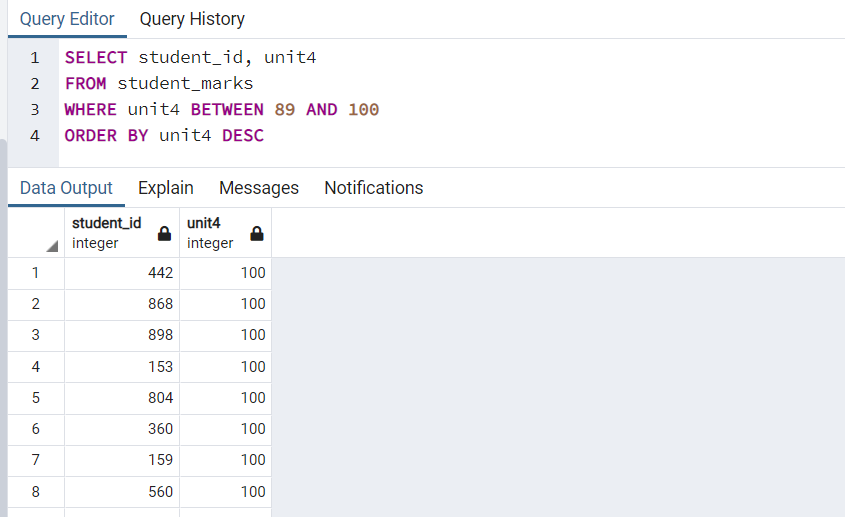 Query Editor Query History
1 SELECT student_id, unit4
2 FROM student_marks
3 WHERE unit4 BETWEEN 89 AND 100
4 ORDER BY unit4 DESC
Data Output Explain Messages Notifications
student_id unit4
integer integer
1 442 100
2 868 100
3 898 100
4 153 100
5 804 100
6 360 100
7 159 100
8 560 100